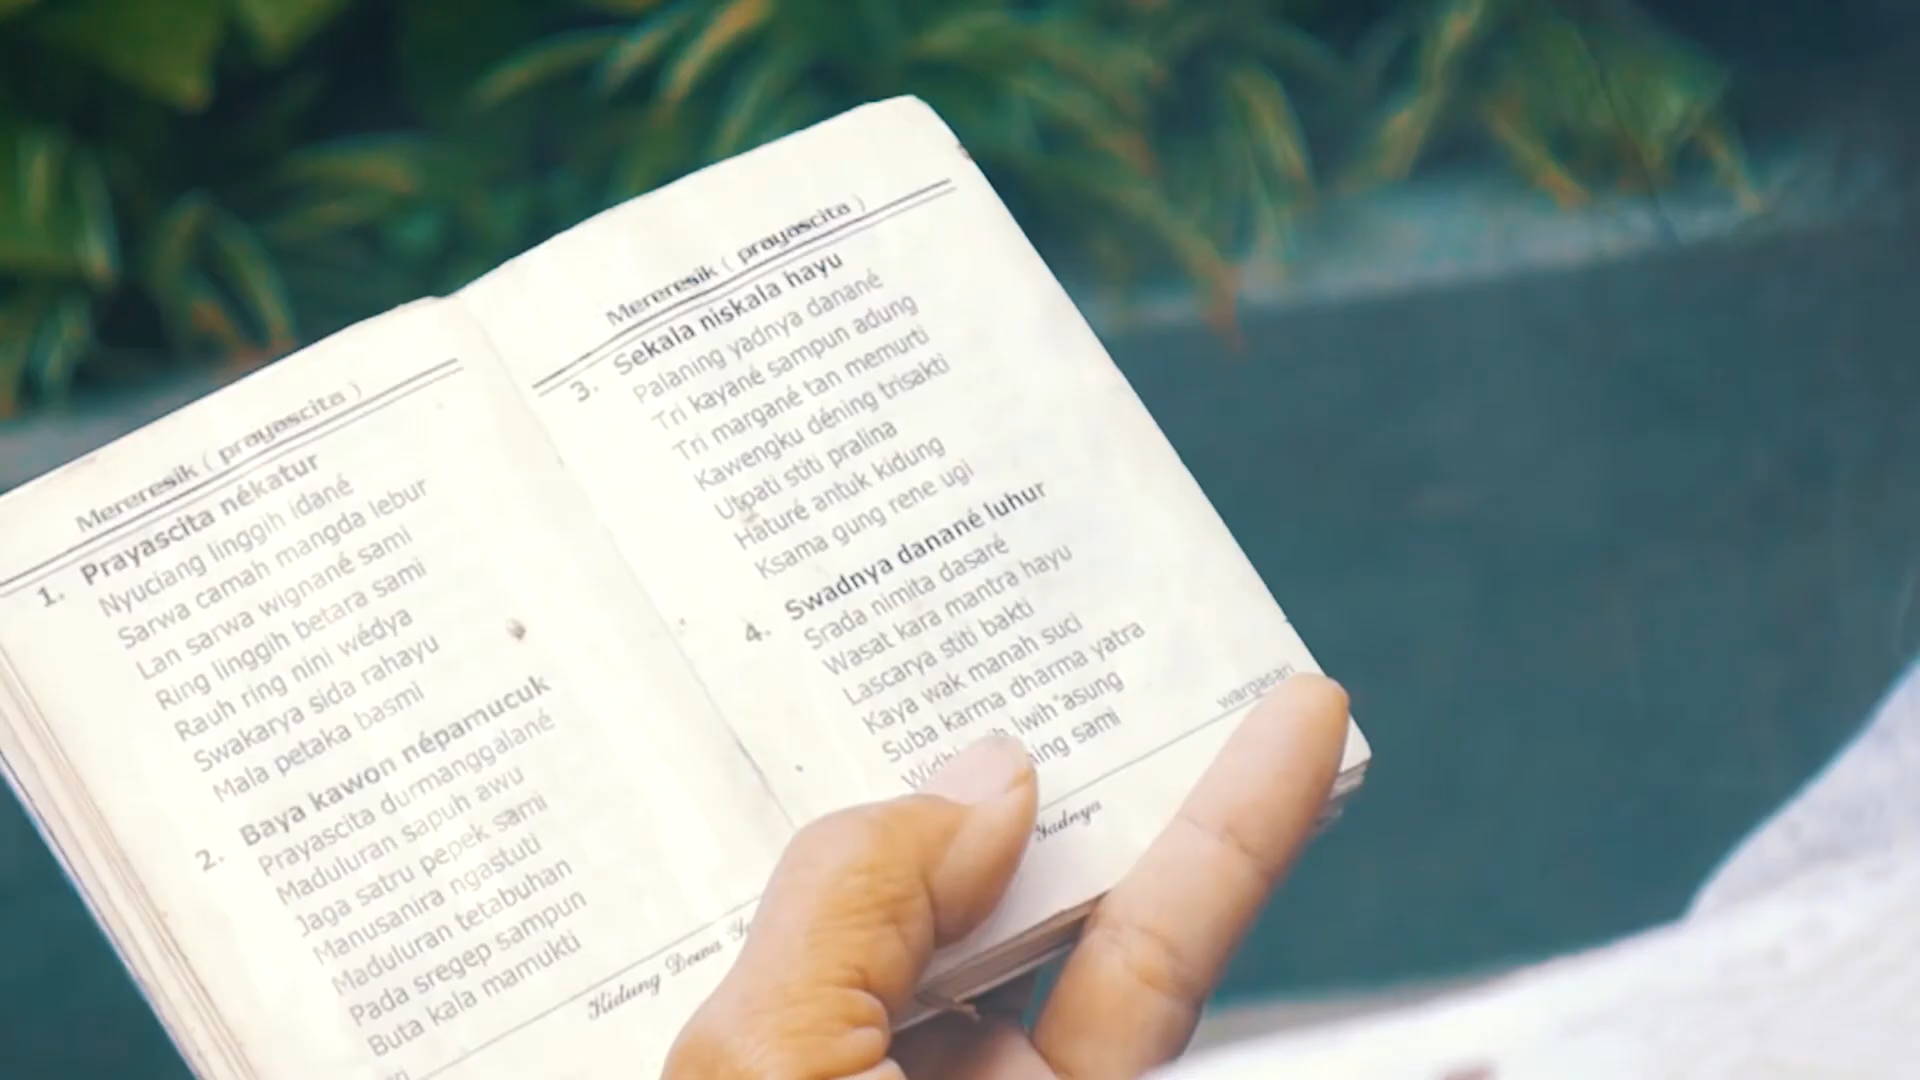 Mereresik ( prayascita )
1. Prayascita nékatur
Nyuciang linggih idané
Sarwa camah mangda lebur
Lan sarwa wignané sami
Ring linggih betara sami
Rauh ring nini wédya
Swakarya sida rahayu
Mala petaka basmi
2. Baya kawon népamucuk
Prayascita durmanggalané
Maduluran sapuh awu
Jaga satru pepek sami
Manusanira ngastuti
Maduluran tetabuhan
Pada sregep sampun
Buta kala mamukti
Kidung Dewa
Mereresik ( prayascita )
3. Sekala niskala hayu
Palaning yadnya danané
Tri kayané sampun adung
Tri margané tan memurti
Kawengku déning trisakti
Utpati stiti pralina
Haturé antuk kidung
Ksama gung rene ugi
4. Swadnya danané luhur
Srada nimita dasaré
Wasat kara mantra hayu
Lascarya stiti bakti
Kaya wak manah suci
Suba karma dharma yatra
lwih asung
sami
wargasari
Yadnya